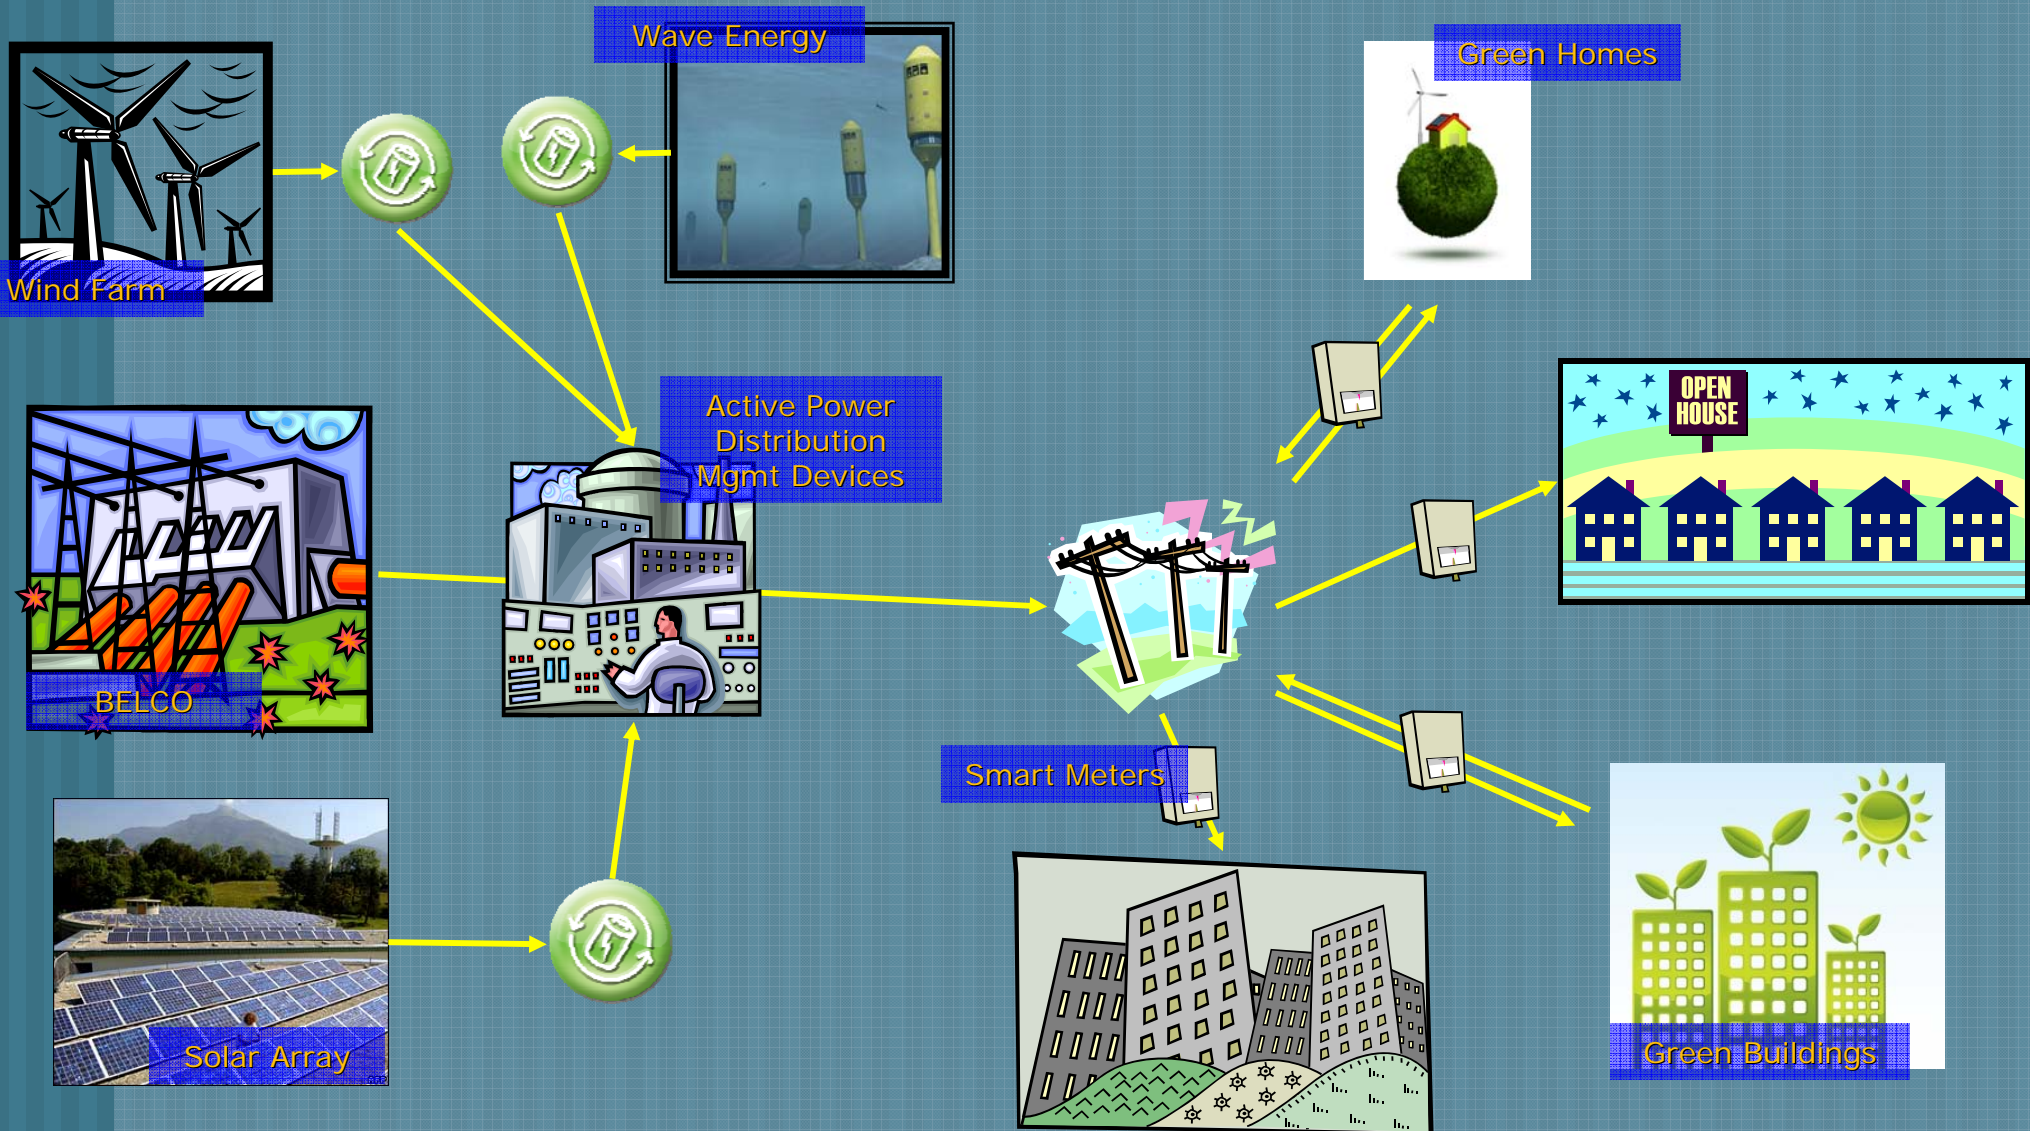 Wave Energy
Green Homes
Wind Farm
OPEN
HOUSE
Active Power
Distribution
Mgmt Devices
BELCO
Smart Meters
Solar Array
Green Buildings